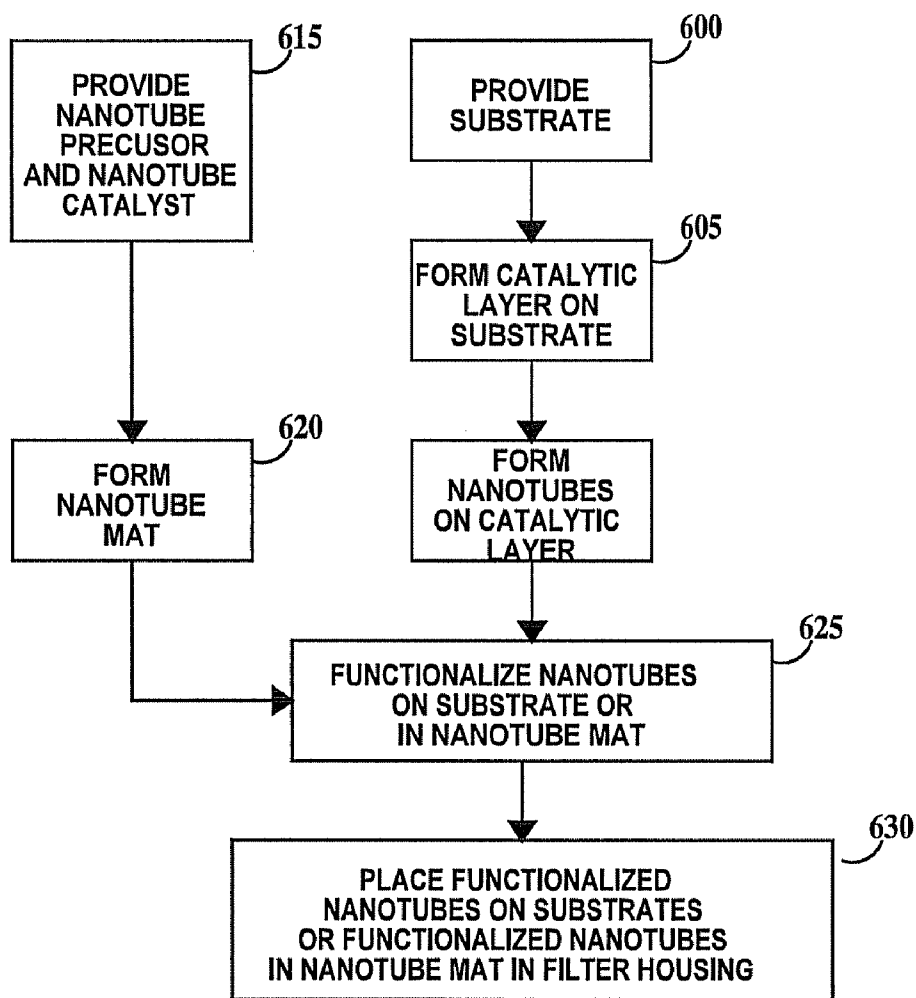 615
PROVIDE
NANOTUBE
PRECUSOR
AND NANOTUBE
CATALYST
600
PROVIDE
SUBSTRATE
605
FORM CATALYTIC
LAYER ON
SUBSTRATE
620
FORM
NANOTUBE
MAT
FORM
NANOTUBES
ON CATALYTIC
LAYER
625
FUNCTIONALIZE NANOTUBES
ON SUBSTRATE OR
IN NANOTUBE MAT
630
PLACE FUNCTIONALIZED
NANOTUBES ON SUBSTRATES
OR FUNCTIONALIZED NANOTUBES
IN NANOTUBE MAT IN FILTER HOUSING